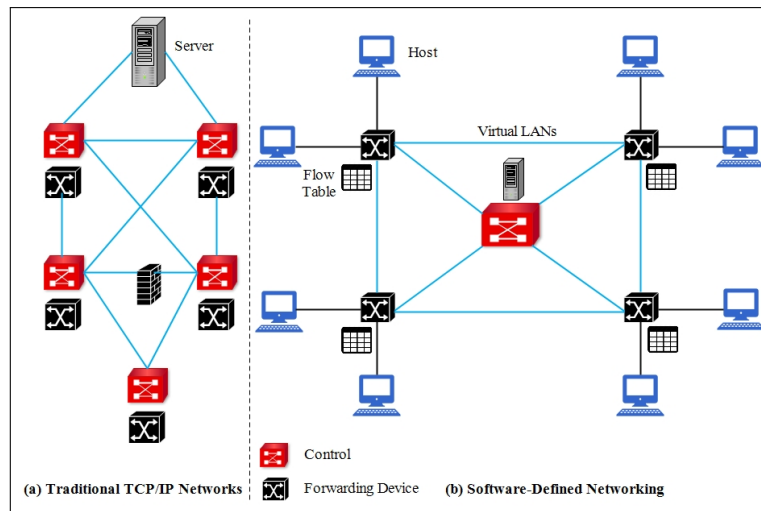 Server
Host
Virtual LANs
Flow
Table
Control
Forwarding Device
(a) Traditional TCP/IP Networks
(b) Software-Defined Networking